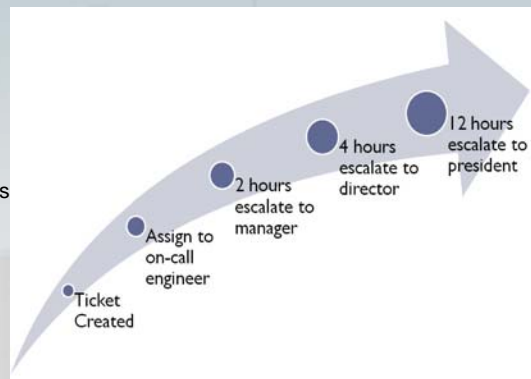 s
Ticket
Created
Assign to
on-call
engineer
2 hours
escalate to
manager
4 hours
escalate to
director
12 hours
escalate to
president